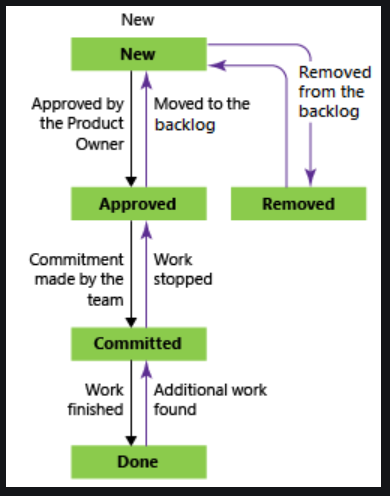 New
New
Removed
from the
backlog
Approved by
the Product
Owner
Moved to the
backlog
Approved
Removed
Commitment
made by the
team
Work
stopped
Committed
Work
finished
Additional work
found
Done